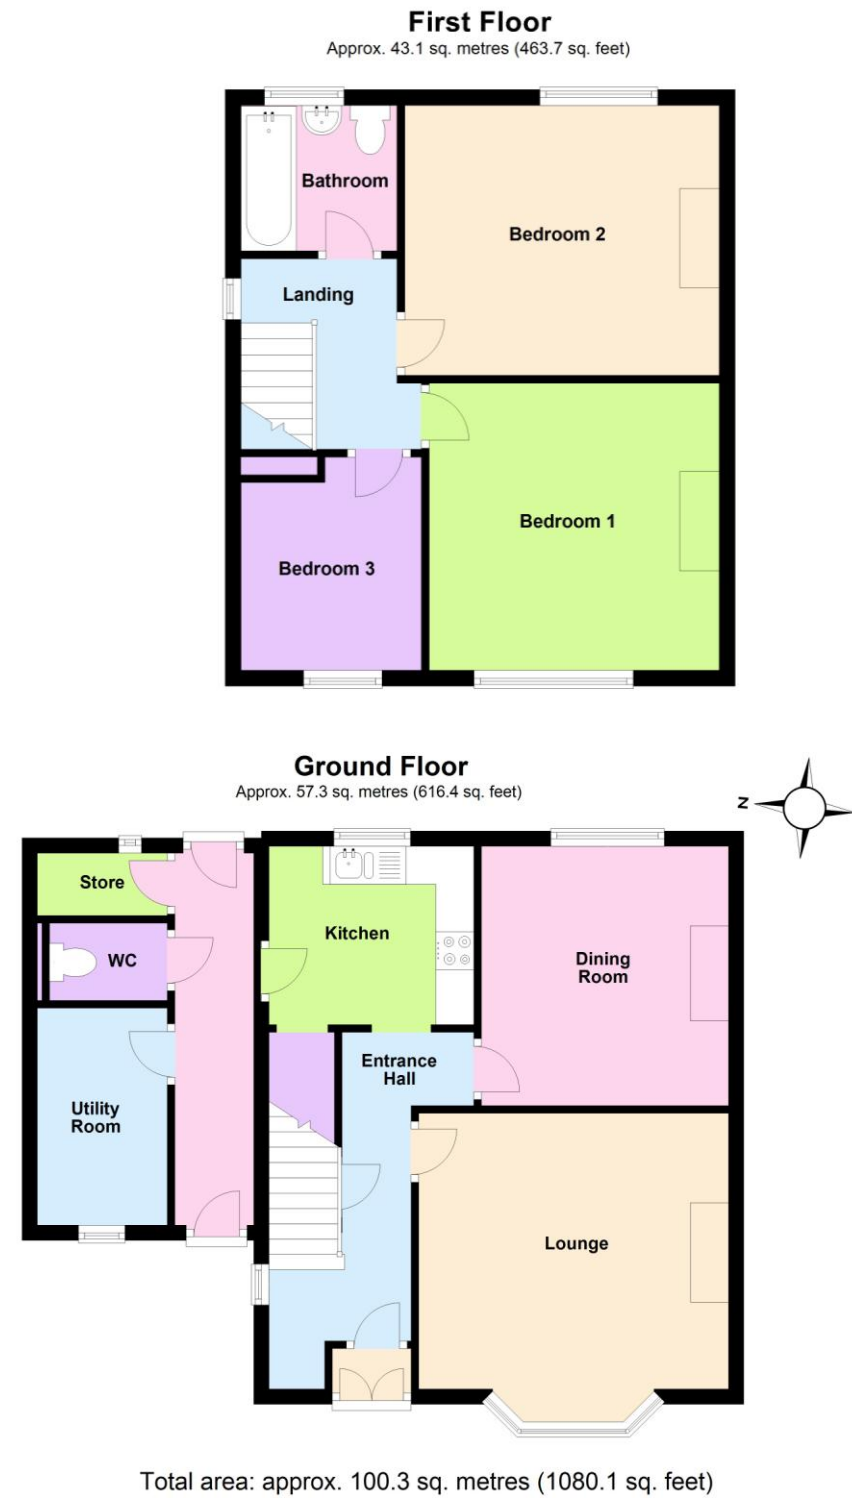 First Floor
Approx. 43.1 sq. metres (463.7 sq. feet)
Bathroom
Bedroom 2
Landing
Bedroom 1
Bedroom 3
Ground Floor
Approx. 57.3 sq. metres (616.4 sq. feet)
N
Store
Kitchen
WC
Dining
Room
Entrance
Hall
Utility
Room
Lounge
Total area: approx. 100.3 sq. metres (1080.1 sq. feet)